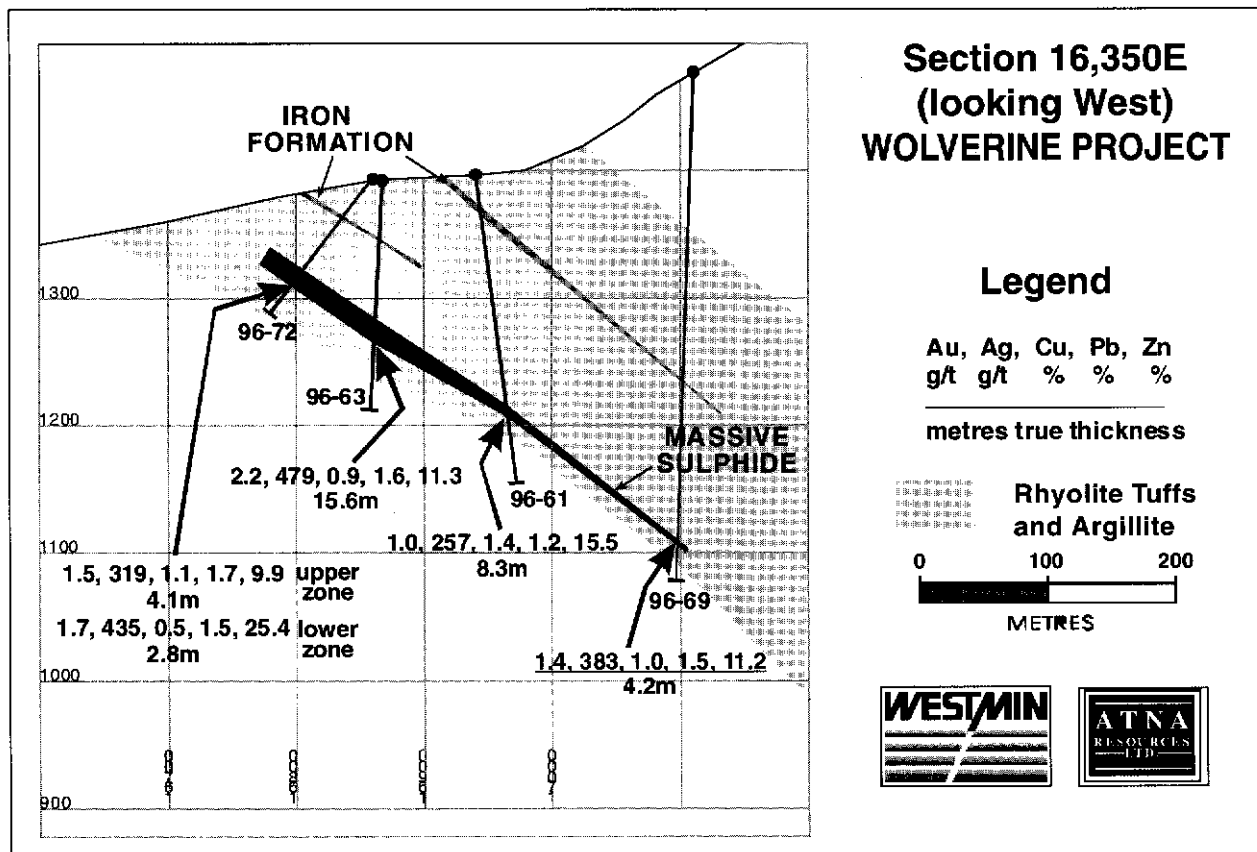 Section 16,350E
(looking West)
WOLVERINE PROJECT
IRON
FORMATION
1300
96-72
96-63
1200
MASSIVE
SULPHIDE
2.2, 479, 0.9, 1.6, 11.3
15.6m
96-61
1100
1.0, 257, 1.4, 1.2, 15.5
8.3m
1.5, 319, 1.1, 1.7, 9.9 upper
4.1m zone
96-69
1.7, 435, 0.5, 1.5, 25.4 lower
2.8m zone
1.4, 383, 1.0, 1.5, 11.2
4.2m
1000
900
Legend
Au, Ag, Cu, Pb, Zn
g/t g/t % % %
metres true thickness
Rhyolite Tuffs
and Argillite
0 100 200
METRES
WESTMIN
ATNA
RESOURCES
LTD.